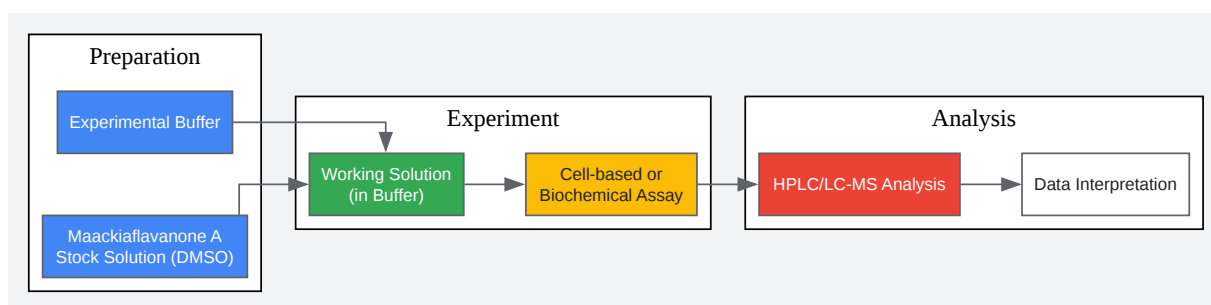 Preparation
Experimental Buffer
Maackiaflavanone A
Stock Solution (DMSO)
Experiment
Working Solution
(in Buffer)
Cell-based or
Biochemical Assay
Analysis
HPLC/LC-MS Analysis
Data Interpretation